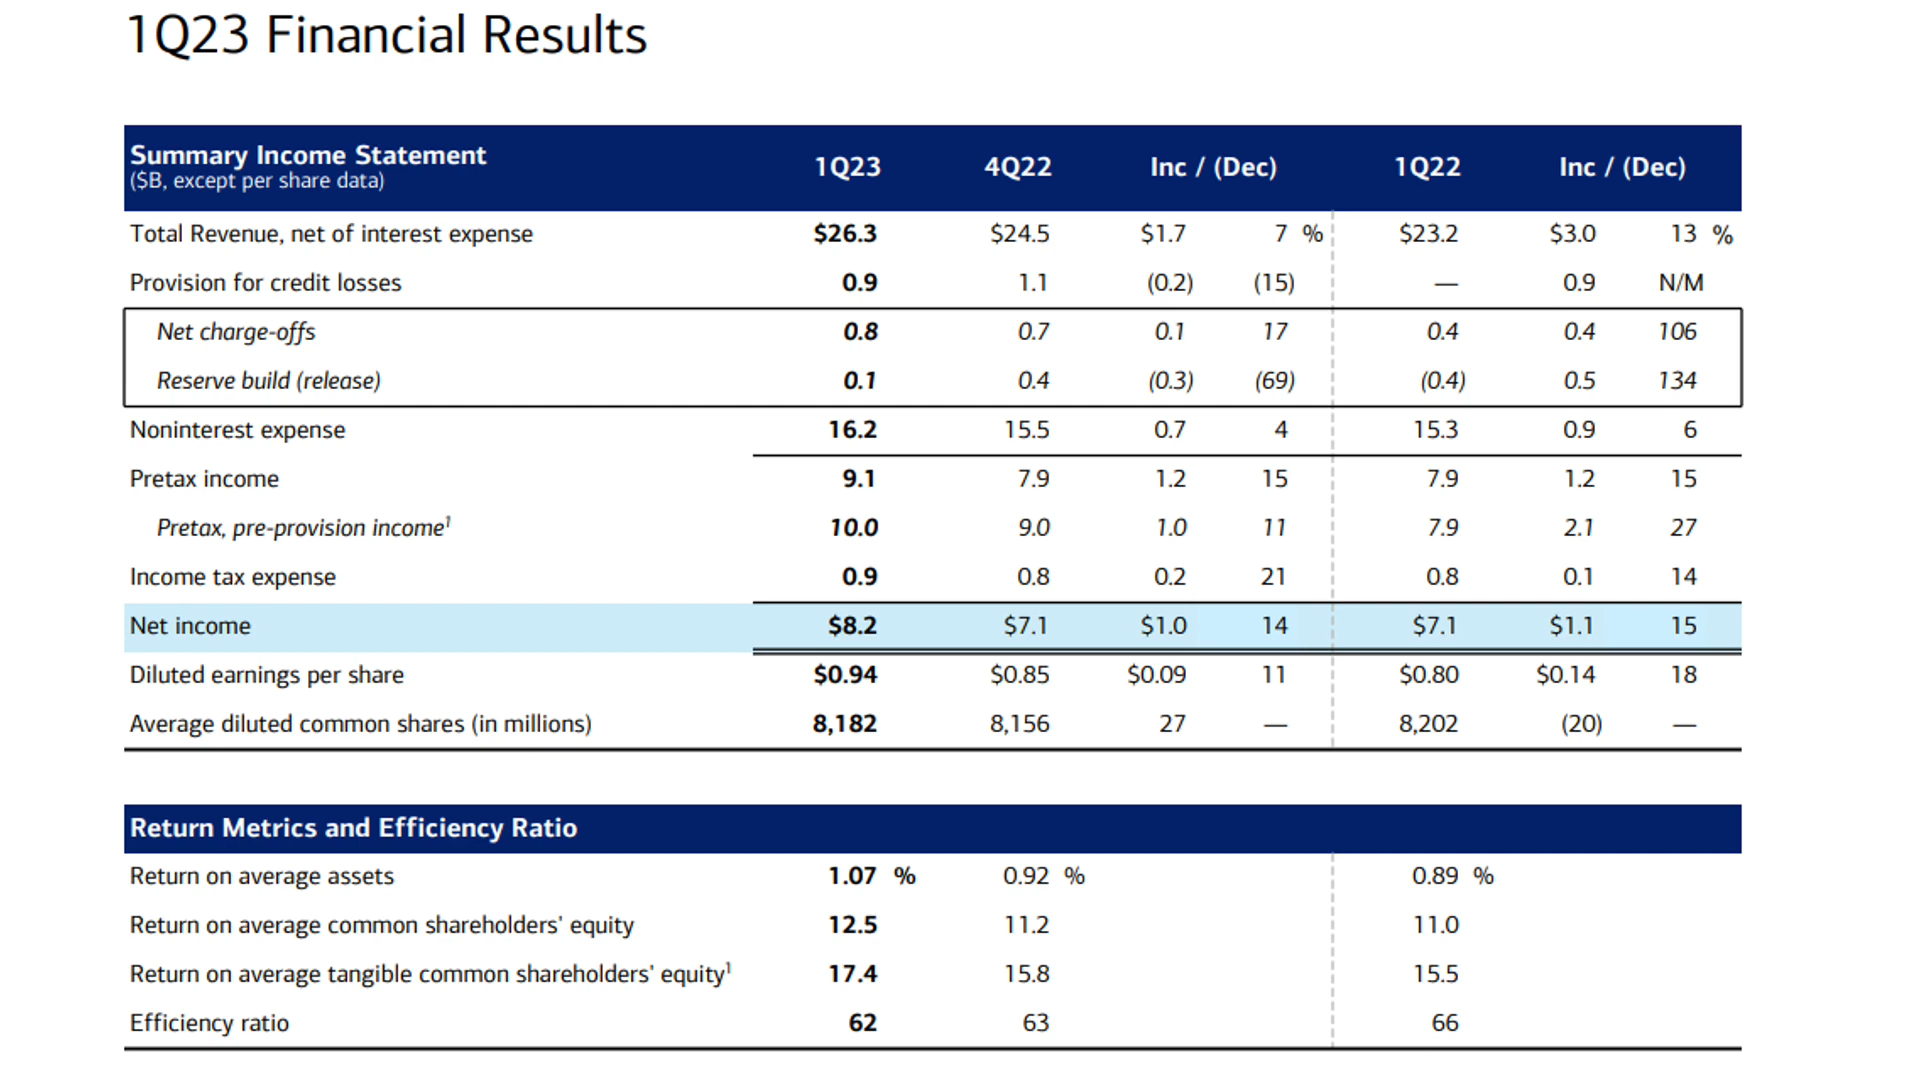 1Q23 Financial Results
Summary Income Statement
($B, except per share data) 1Q23 4Q22 Inc / (Dec) 1Q22 Inc / (Dec)
Total Revenue, net of interest expense $26.3 $24.5 $1.7 7 % $23.2 $3.0 13 %
Provision for credit losses 0.9 1.1 (0.2) (15) — 0.9 N/M
Net charge-offs 0.8 0.7 0.1 17 0.4 0.4 106
Reserve build (release) 0.1 0.4 (0.3) (69) (0.4) 0.5 134
Noninterest expense 16.2 15.5 0.7 4 15.3 0.9 6
Pretax income 9.1 7.9 1.2 15 7.9 1.2 15
Pretax, pre-provision income¹ 10.0 9.0 1.0 11 7.9 2.1 27
Income tax expense 0.9 0.8 0.2 21 0.8 0.1 14
Net income $8.2 $7.1 $1.0 14 $7.1 $1.1 15
Diluted earnings per share $0.94 $0.85 $0.09 11 $0.80 $0.14 18
Average diluted common shares (in millions) 8,182 8,156 27 — 8,202 (20) —
Return Metrics and Efficiency Ratio
Return on average assets 1.07 % 0.92 % 0.89 %
Return on average common shareholders' equity 12.5 11.2 11.0
Return on average tangible common shareholders' equity¹ 17.4 15.8 15.5
Efficiency ratio 62 63 66